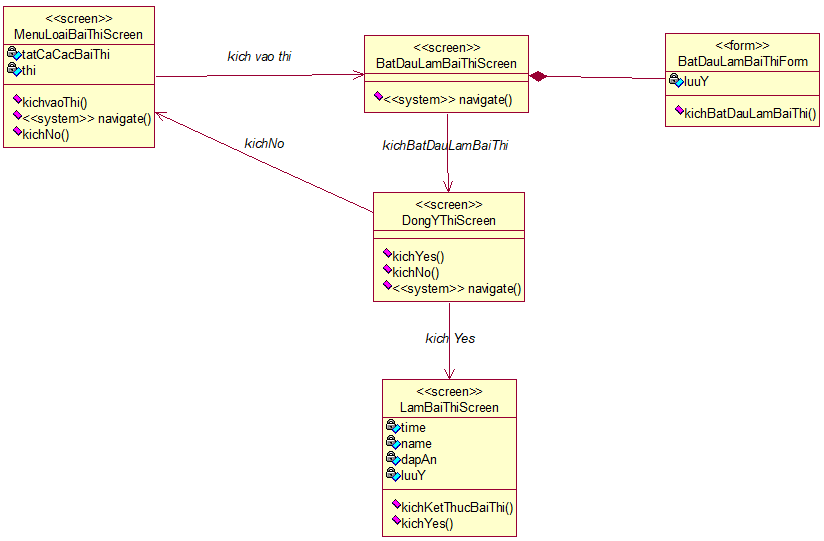 <<screen>>
MenuLoaiBaiThiScreen
tatCaCacBaiThi
thi
kichvaoThi()
<<system>> navigate()
kichNo()
kich vao thi
<<screen>>
BatDauLamBaiThiScreen
<<system>> navigate()
<<form>>
BatDauLamBaiThiForm
luuY
kichBatDauLamBaiThi()
kichNo
kichBatDauLamBaiThi
<<screen>>
DongYThiScreen
kichYes()
kichNo()
<<system>> navigate()
kich Yes
<<screen>>
LamBaiThiScreen
time
name
dapAn
luuY
kichKetThucBaiThi()
kichYes()